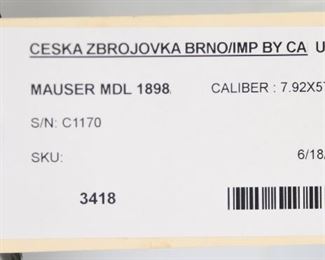 CESKA ZBROJOVKA BRNO/IMP BY CA U
MAUSER MDL 1898 CALIBER : 7.92X57
S/N: C1170
SKU: 6/18/
3418